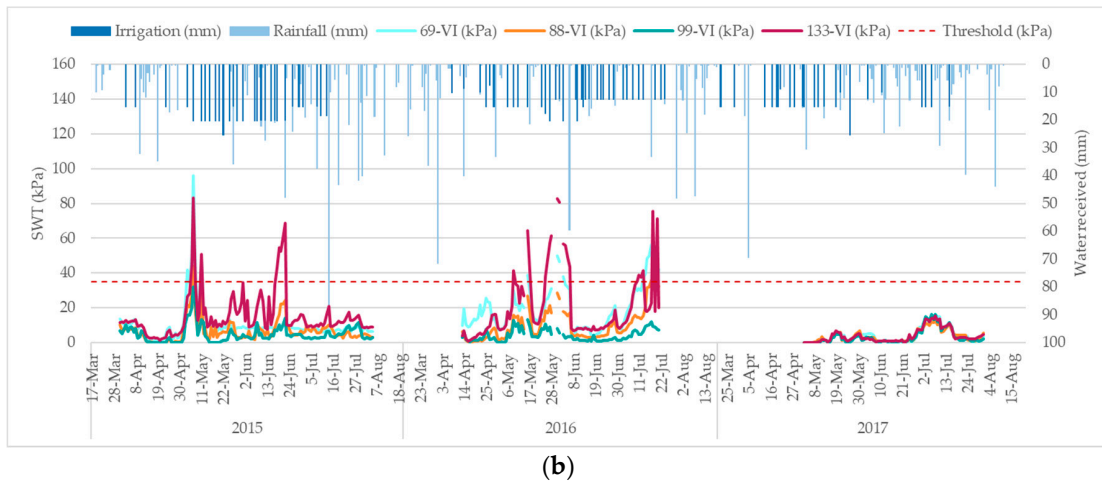 Irrigation (mm) Rainfall (mm) 69-VI (kPa) 88-VI (kPa) 99-VI (kPa) 133-VI (kPa) Threshold (kPa)
160 0
140 10
120 20
30
100 40
80 50
60 60
70
40 80
20 90
0 100
SWT (kPa)
Water received (mm)
17-Mar 28-Mar 8-Apr 19-Apr 30-Apr 11-May 22-May 2-Jun 13-Jun 24-Jun 5-Jul 16-Jul 27-Jul 7-Aug 18-Aug 23-Mar 3-Apr 14-Apr 25-Apr 6-May 17-May 28-May 8-Jun 19-Jun 30-Jun 11-Jul 22-Jul 2-Aug 13-Aug 25-Mar 5-Apr 16-Apr 27-Apr 8-May 19-May 30-May 10-Jun 21-Jun 2-Jul 13-Jul 24-Jul 4-Aug 15-Aug
2015 2016 2017
(b)